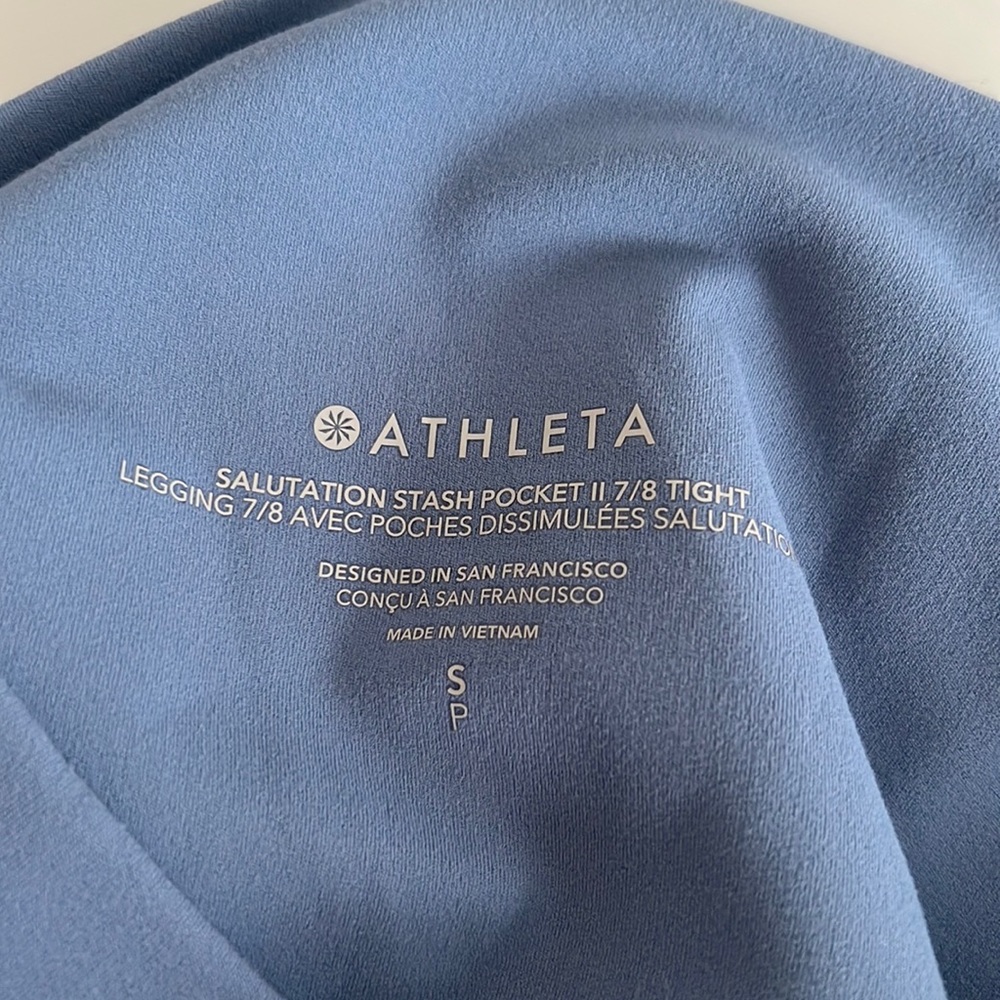 ATHLETA
SALUTATION STASH POCKET II 7/8 TIGHT
LEGGING 7/8 AVEC POCHES DISSIMULÉES SALUTATIO
DESIGNED IN SAN FRANCISCO
CONÇU À SAN FRANCISCO
MADE IN VIETNAM
S
P